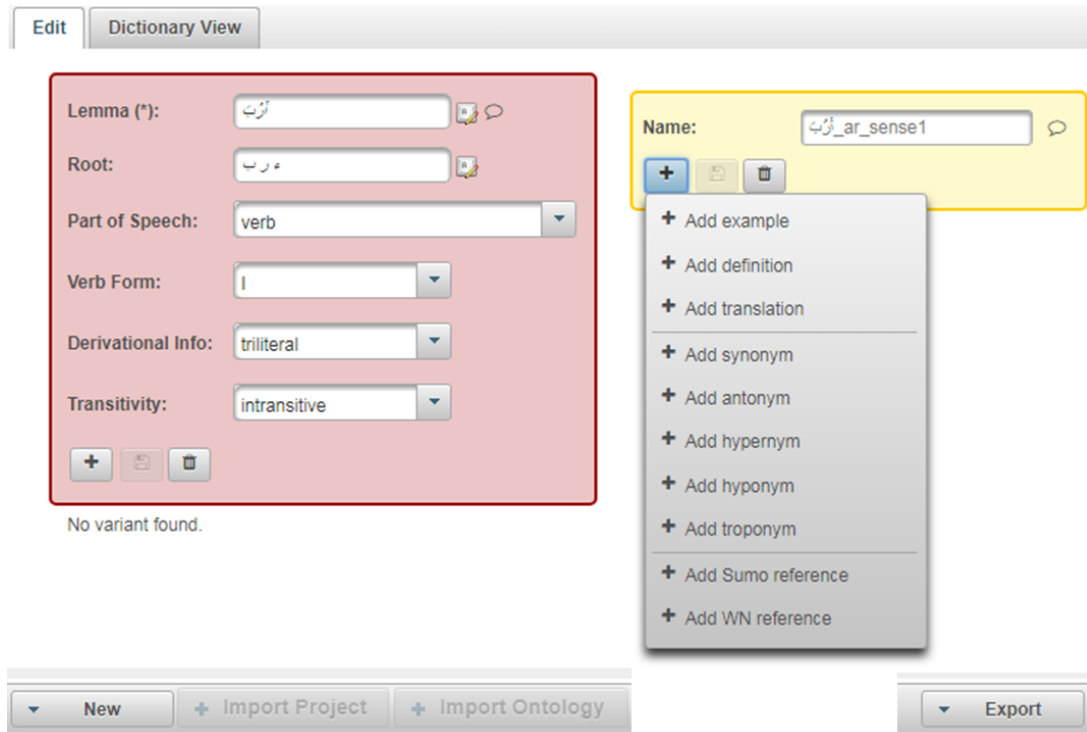 Edit
Dictionary View
Lemma (*):
أَرُبَ
Root:
ء ر ب
Part of Speech:
verb
Verb Form:
I
Derivational Info:
triliteral
Transitivity:
intransitive
No variant found.
Name:
أَرُبَ_ar_sense1
Add example
Add definition
Add translation
Add synonym
Add antonym
Add hypernym
Add hyponym
Add troponym
Add Sumo reference
Add WN reference
New
Import Project
Import Ontology
Export